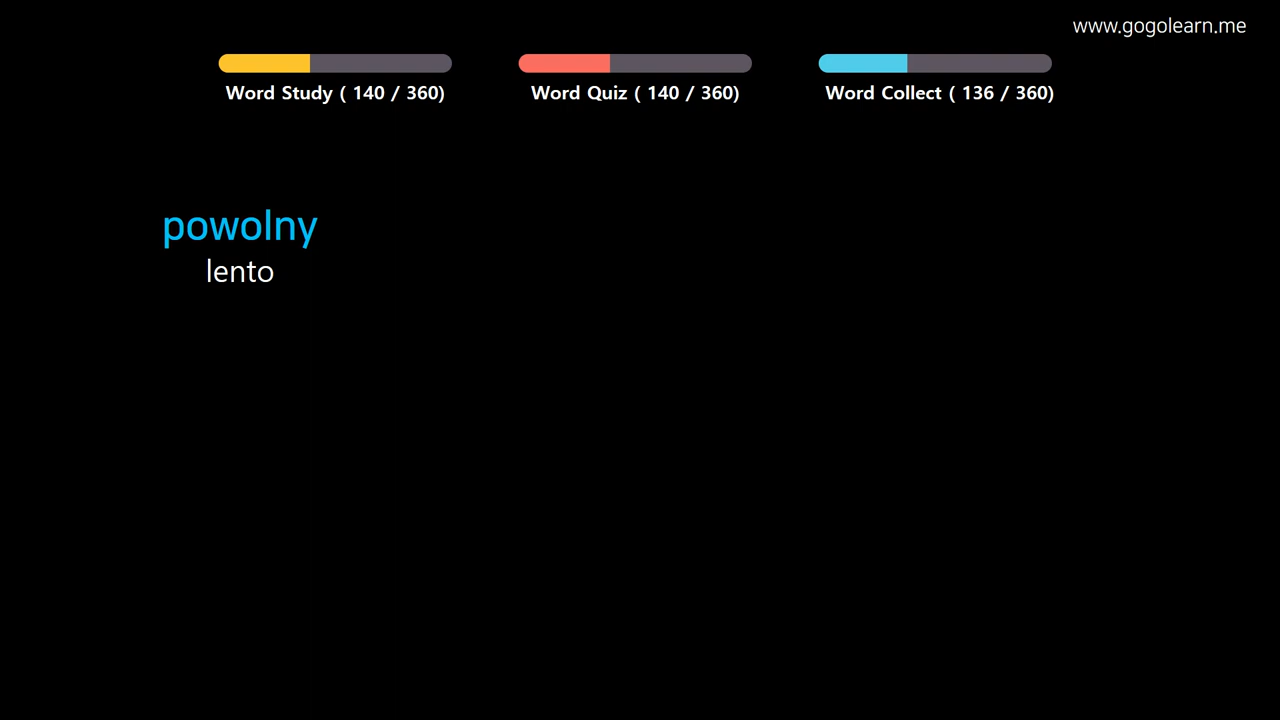 www.gogolearn.me
Word Study ( 140 / 360)
Word Quiz ( 140 / 360)
Word Collect ( 136 / 360)
powolny
lento